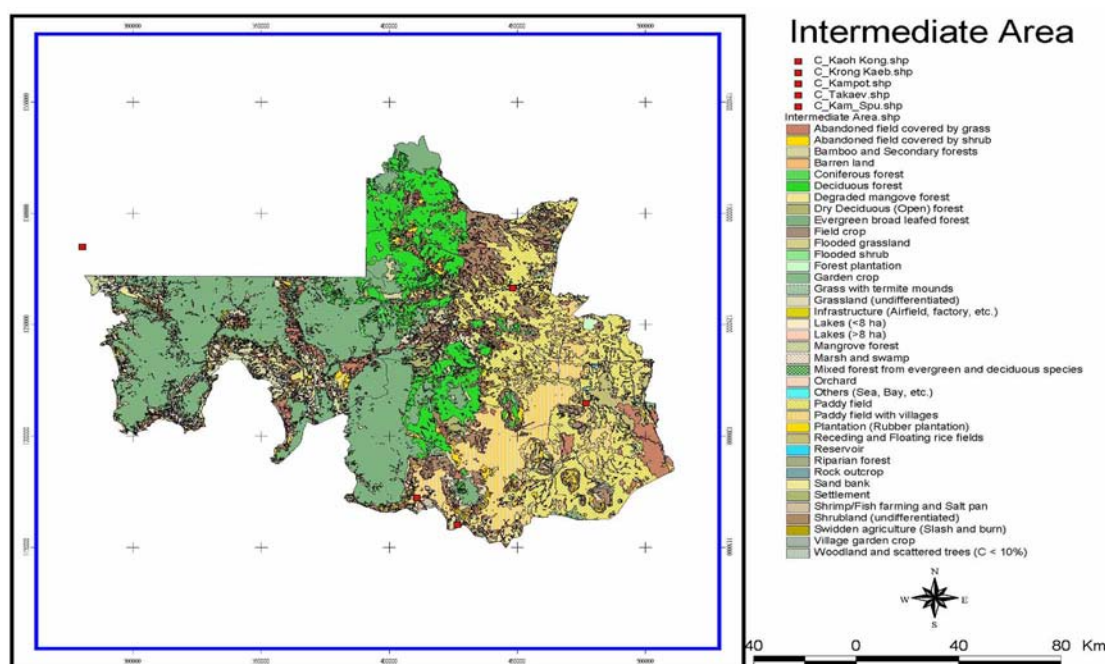 Intermediate Area
C_Kaoh Kong.shp
C_Krong Kaeb.shp
C_Kampot.shp
C_Takaev.shp
C_Kam_Spu.shp
Intermediate Area.shp
Abandoned field covered by grass
Abandoned field covered by shrub
Bamboo and Secondary forests
Barren land
Coniferous forest
Deciduous forest
Degraded mangove forest
Dry Deciduous (Open) forest
Evergreen broad leafed forest
Field crop
Flooded grassland
Flooded shrub
Forest plantation
Garden crop
Grass with termite mounds
Grassland (undifferentiated)
Infrastructure (Airfield, factory, etc.)
Lakes (<8 ha)
Lakes (>8 ha)
Mangrove forest
Marsh and swamp
Mixed forest from evergreen and deciduous species
Orchard
Others (Sea, Bay, etc.)
Paddy field
Paddy field with villages
Plantation (Rubber plantation)
Receding and Floating rice fields
Reservoir
Riparian forest
Rock outcrop
Sand bank
Settlement
Shrimp/Fish farming and Salt pan
Shrubland (undifferentiated)
Swidden agriculture (Slash and burn)
Village garden crop
Woodland and scattered trees (C < 10%)
N
W E
S
40 0 40 80 Km